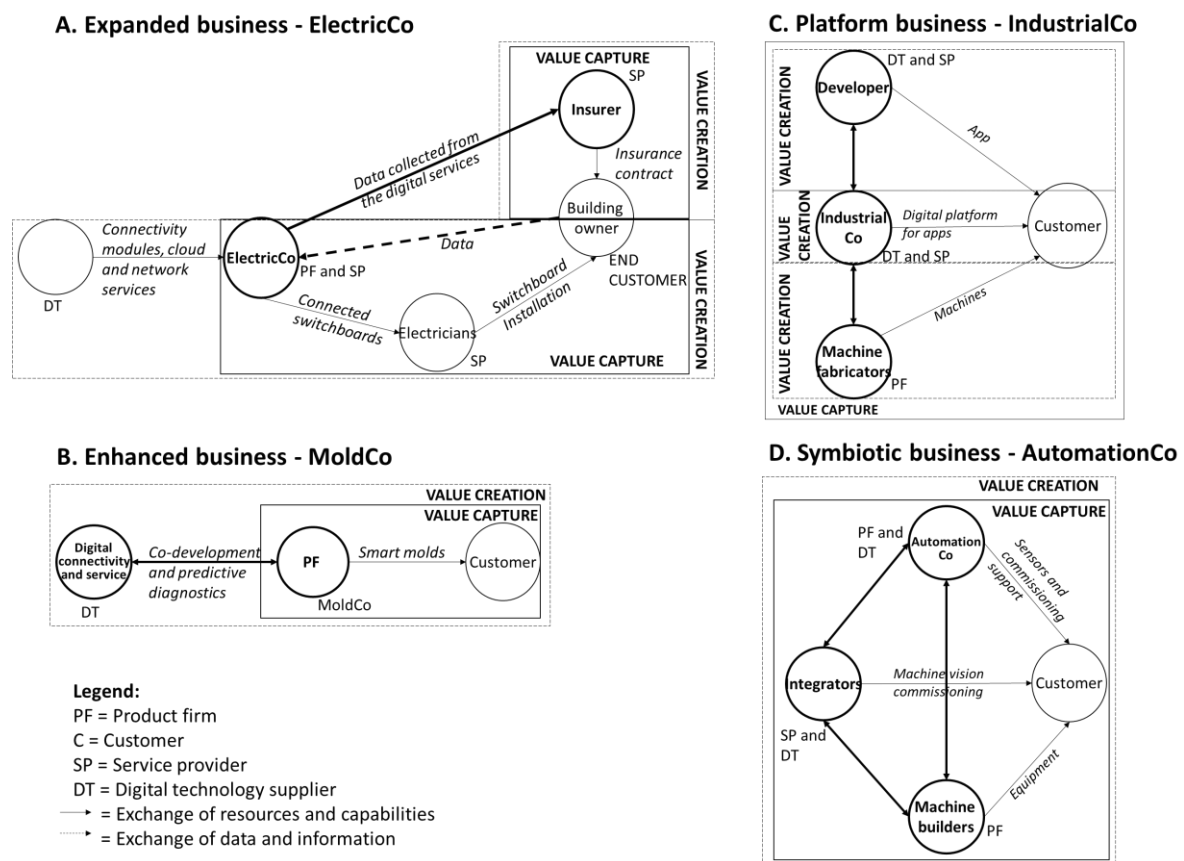 A. Expanded business - ElectricCo
VALUE CAPTURE
SP
Insurer
VALUE CREATION
Data collected from
the digital services
Insurance
contract
Building
owner
END
CUSTOMER
Connectivity
modules, cloud
and network
services
DT
ElectricCo
PF and SP
Data
Connected
switchboards
Electricians
SP
Switchboard
Installation
VALUE CAPTURE
VALUE CREATION
B. Enhanced business - MoldCo
VALUE CREATION
VALUE CAPTURE
Digital
connectivity
and service
DT
Co-development
and predictive
diagnostics
PF
MoldCo
Smart molds
Customer
Legend:
PF = Product firm
C = Customer
SP = Service provider
DT = Digital technology supplier
= Exchange of resources and capabilities
= Exchange of data and information
C. Platform business - IndustrialCo
VALUE CREATION
DT and SP
Developer
App
VALUE
CREATION
Industrial
Co
DT and SP
Digital platform
for apps
Customer
VALUE CREATION
Machines
Machine
fabricators
PF
VALUE CAPTURE
D. Symbiotic business - AutomationCo
VALUE CREATION
VALUE CAPTURE
PF and
DT
Automation
Co
Sensors and
commissioning
support
Integrators
SP and
DT
Machine vision
commissioning
Customer
Equipment
Machine
builders
PF